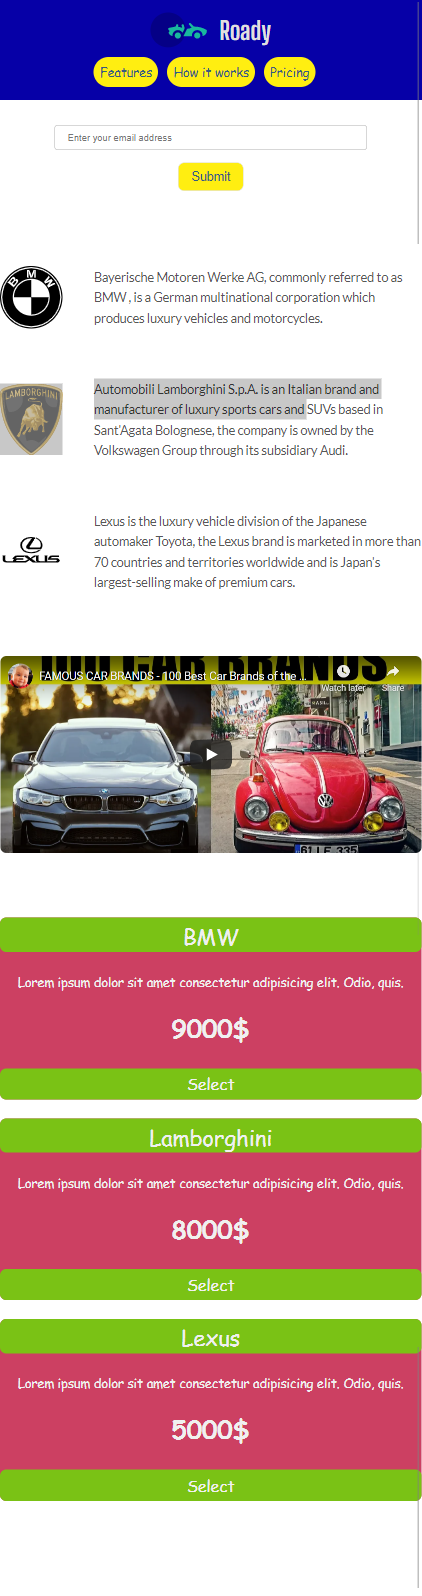 Roady
Features How it works Pricing
Enter your email address
Submit
BMW
Bayerische Motoren Werke AG, commonly referred to as
BMW , is a German multinational corporation which
produces luxury vehicles and motorcycles.
LAMBORGHINI
Automobili Lamborghini S.p.A. is an Italian brand and
manufacturer of luxury sports cars and SUVs based in
Sant'Agata Bolognese, the company is owned by the
Volkswagen Group through its subsidiary Audi.
LEXUS
Lexus is the luxury vehicle division of the Japanese
automaker Toyota, the Lexus brand is marketed in more than
70 countries and territories worldwide and is Japan's
largest-selling make of premium cars.
CAR BRANDS
FAMOUS CAR BRANDS - 100 Best Car Brands of the ...
Watch later Share
61 LE 335
BMW
Lorem ipsum dolor sit amet consectetur adipisicing elit. Odio, quis.
9000$
Select
Lamborghini
Lorem ipsum dolor sit amet consectetur adipisicing elit. Odio, quis.
8000$
Select
Lexus
Lorem ipsum dolor sit amet consectetur adipisicing elit. Odio, quis.
5000$
Select